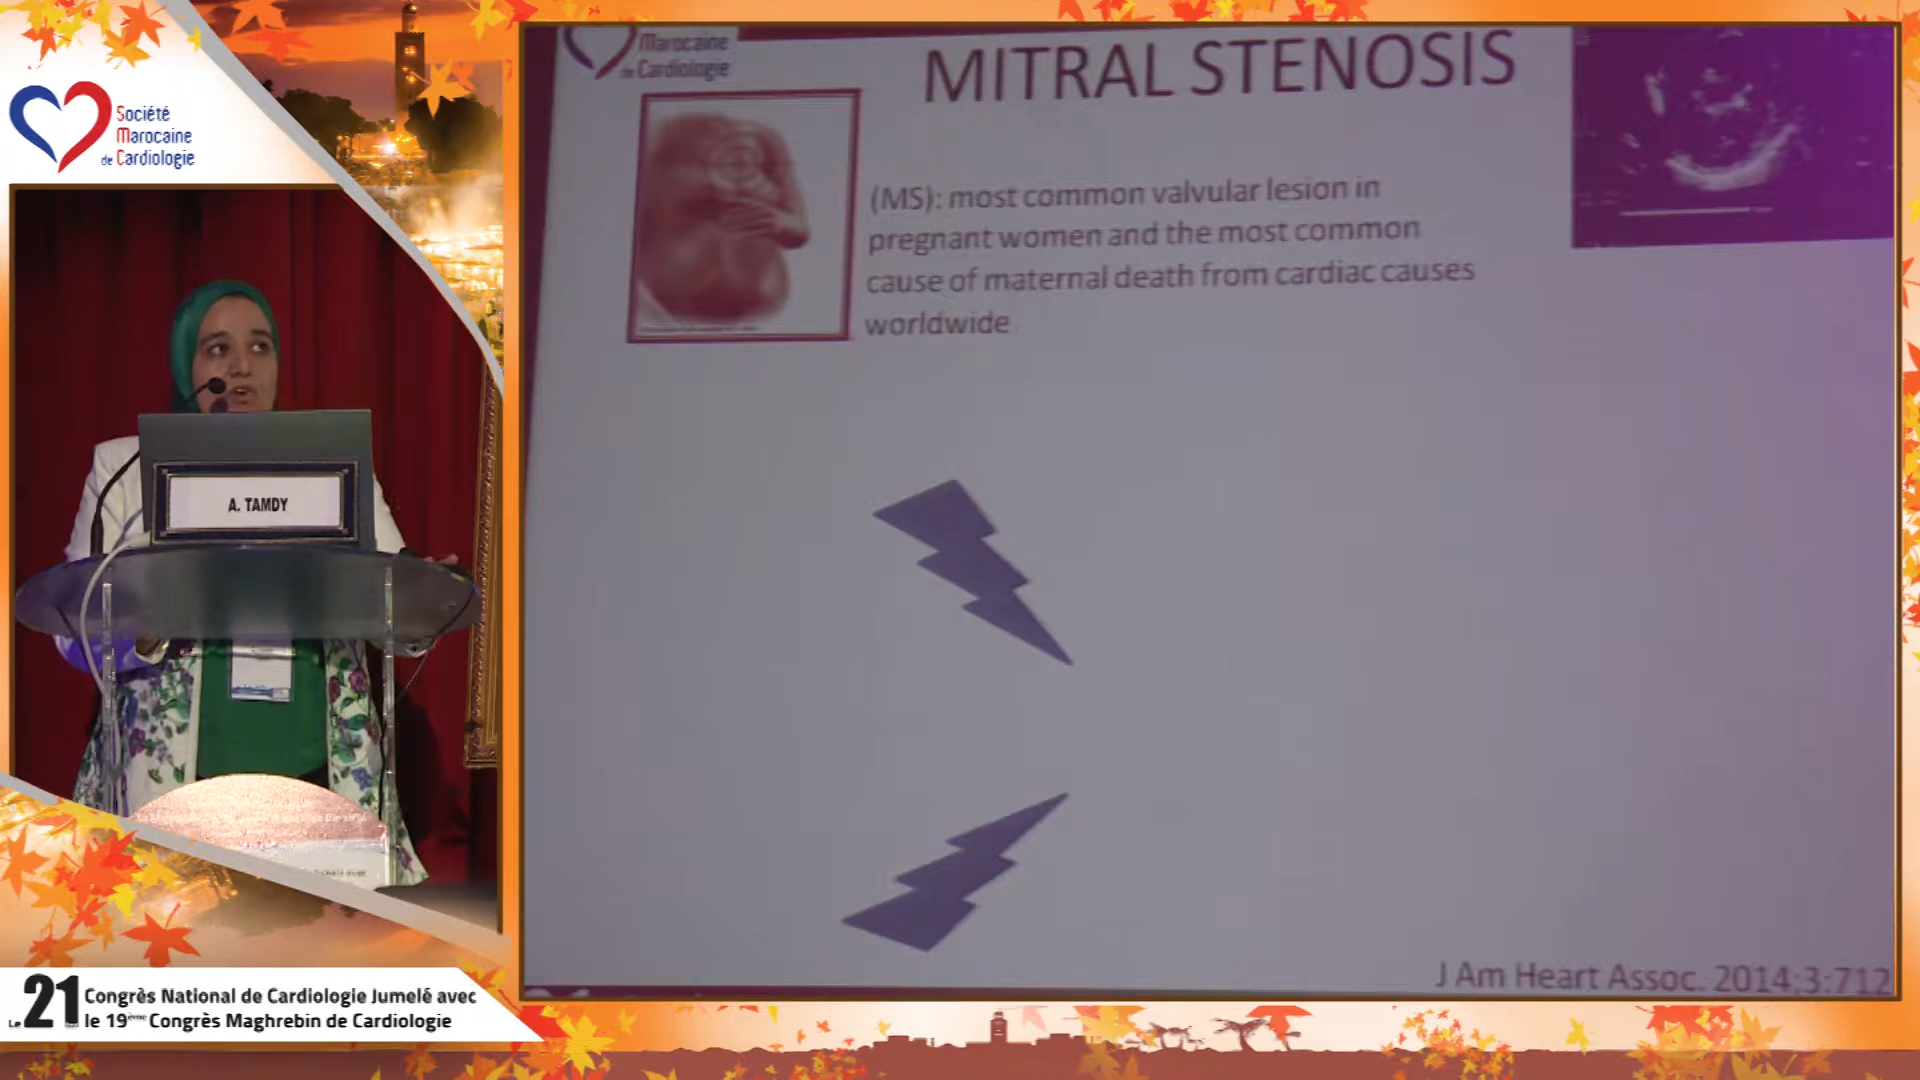 Société
Marocaine
de Cardiologie
A. TAMDY
Le 21 Congrès National de Cardiologie Jumelé avec
le 19ème Congrès Maghrebin de Cardiologie
Marocaine
de Cardiologie
MITRAL STENOSIS
(MS): most common valvular lesion in
pregnant women and the most common
cause of maternal death from cardiac causes
worldwide
J Am Heart Assoc. 2014;3:712